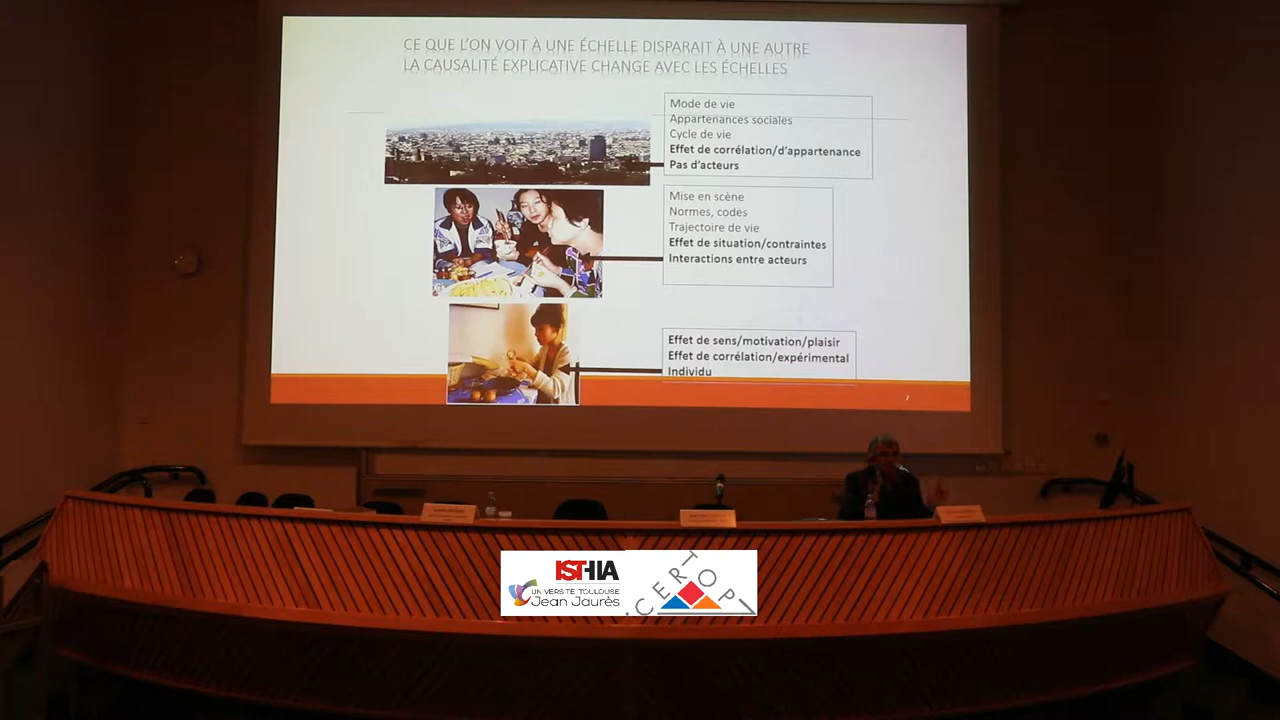 CE QUE L'ON VOIT À UNE ÉCHELLE DISPARAIT À UNE AUTRE
LA CAUSALITÉ EXPLICATIVE CHANGE AVEC LES ÉCHELLES
Mode de vie
Appartenances sociales
Cycle de vie
Effet de corrélation/d'appartenance
Pas d'acteurs
Mise en scène
Normes, codes
Trajectoire de vie
Effet de situation/contraintes
Interactions entre acteurs
Effet de sens/motivation/plaisir
Effet de corrélation/expérimental
Individu
7
ISTHIA
UNIVERSITE TOULOUSE
Jean Jaurès
CERTOP